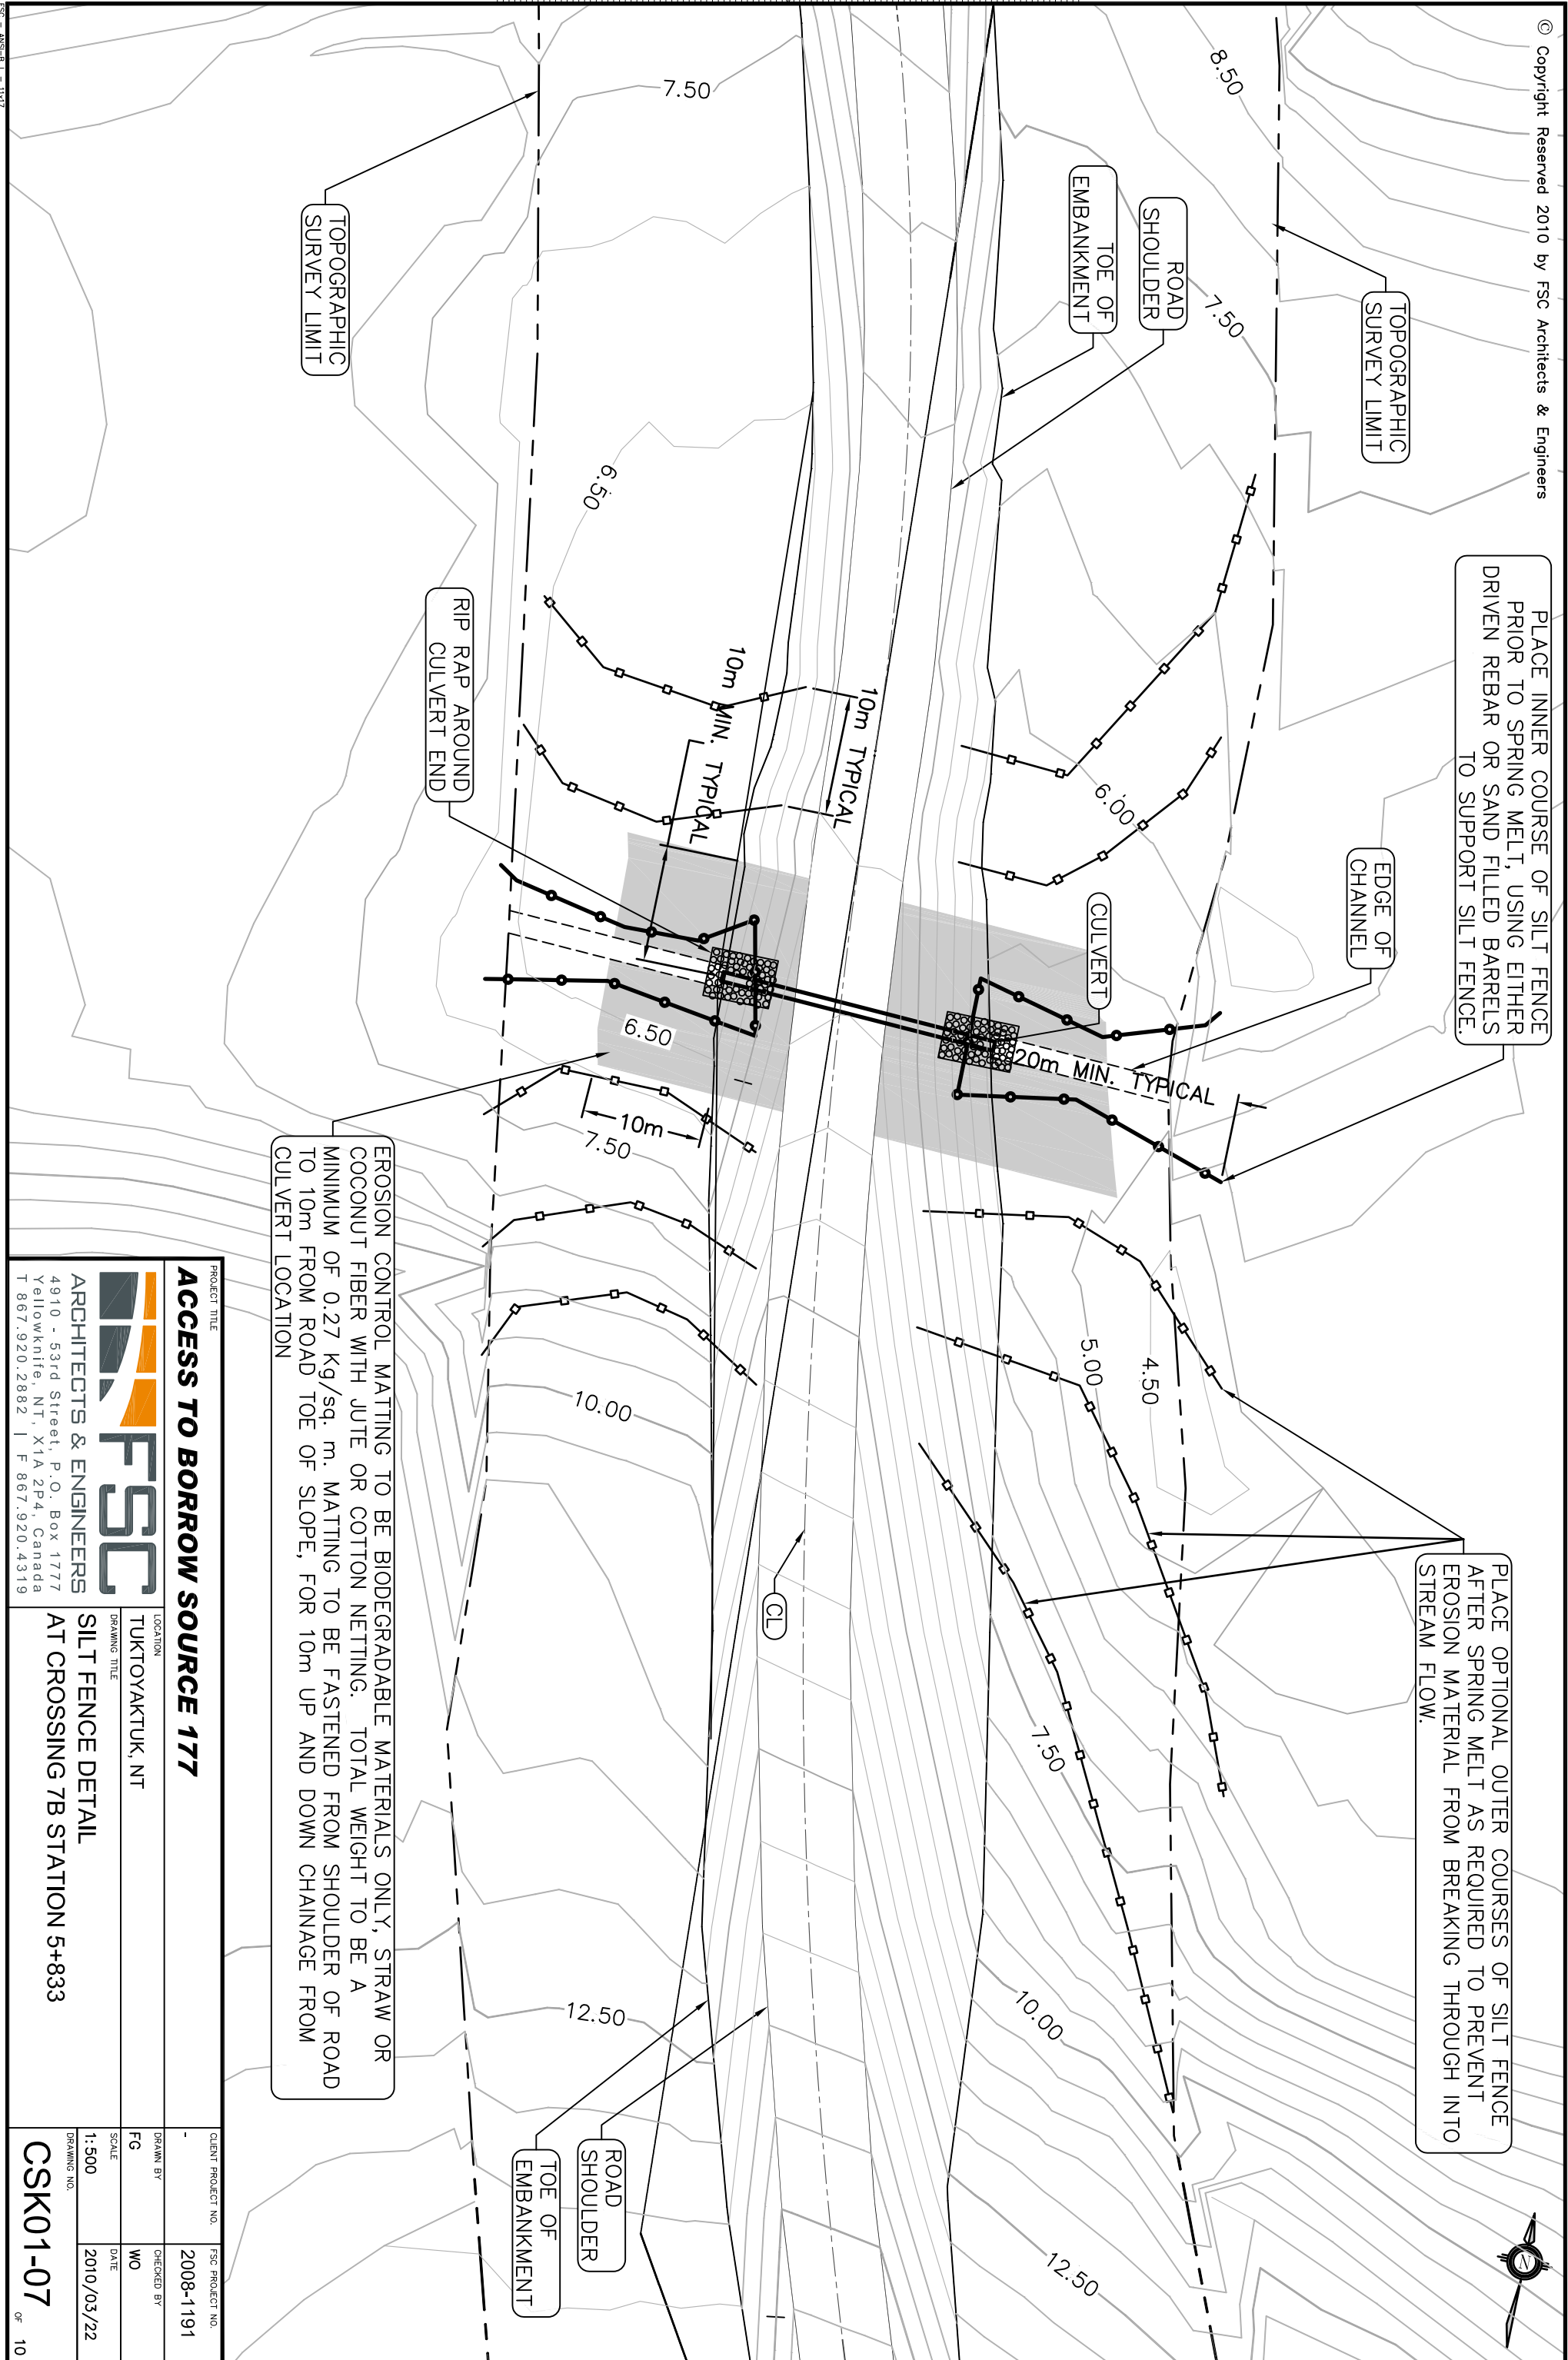 © Copyright Reserved 2010 by FSC Architects & Engineers
PLACE INNER COURSE OF SILT FENCE
PRIOR TO SPRING MELT, USING EITHER
DRIVEN REBAR OR SAND FILLED BARRELS
TO SUPPORT SILT FENCE.
PLACE OPTIONAL OUTER COURSES OF SILT FENCE
AFTER SPRING MELT AS REQUIRED TO PREVENT
EROSION MATERIAL FROM BREAKING THROUGH INTO
STREAM FLOW.
N
TOPOGRAPHIC
SURVEY LIMIT
EDGE OF
CHANNEL
8.50
7.50
ROAD
SHOULDER
TOE OF
EMBANKMENT
CULVERT
6.00
20m MIN. TYPICAL
4.50
5.00
7.50
10.00
12.50
10m TYPICAL
10m MIN. TYPICAL
CL
7.50
6.50
6.50
10m
7.50
10.00
12.50
ROAD
SHOULDER
TOE OF
EMBANKMENT
RIP RAP AROUND
CULVERT END
TOPOGRAPHIC
SURVEY LIMIT
EROSION CONTROL MATTING TO BE BIODEGRADABLE MATERIALS ONLY, STRAW OR
COCONUT FIBER WITH JUTE OR COTTON NETTING. TOTAL WEIGHT TO BE A
MINIMUM OF 0.27 Kg/sq. m. MATTING TO BE FASTENED FROM SHOULDER OF ROAD
TO 10m FROM ROAD TOE OF SLOPE, FOR 10m UP AND DOWN CHAINAGE FROM
CULVERT LOCATION
PROJECT TITLE
ACCESS TO BORROW SOURCE 177
FSC
ARCHITECTS & ENGINEERS
4910 - 53rd Street, P.O. Box 1777
Yellowknife, NT, X1A 2P4, Canada
T 867.920.2882 | F 867.920.4319
LOCATION
TUKTOYAKTUK, NT
DRAWING TITLE
SILT FENCE DETAIL
AT CROSSING 7B STATION 5+833
CLIENT PROJECT NO.
-
FSC PROJECT NO.
2008-1191
DRAWN BY
FG
CHECKED BY
WO
SCALE
1:500
DATE
2010/03/22
DRAWING NO.
CSK01-07
OF 10